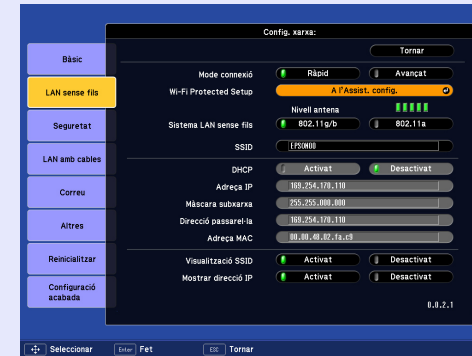 Config. xarxa:
Tornar
Bàsic
LAN sense fils
Seguretat
LAN amb cables
Correu
Altres
Reinicialitzar
Configuració
acabada
Mode connexió Ràpid Avançat
Wi-Fi Protected Setup A l'Assist. config.
Nivell antena
Sistema LAN sense fils 802.11g/b 802.11a
SSID EPSON00
DHCP Activat Desactivat
Adreça IP 169.254.170.110
Màscara subxarxa 255.255.000.000
Direcció passarel·la 169.254.170.110
Adreça MAC 00.00.48.02.fa.c9
Visualització SSID Activat Desactivat
Mostrar direcció IP Activat Desactivat
0.0.2.1
Seleccionar Enter Fet ESC Tornar